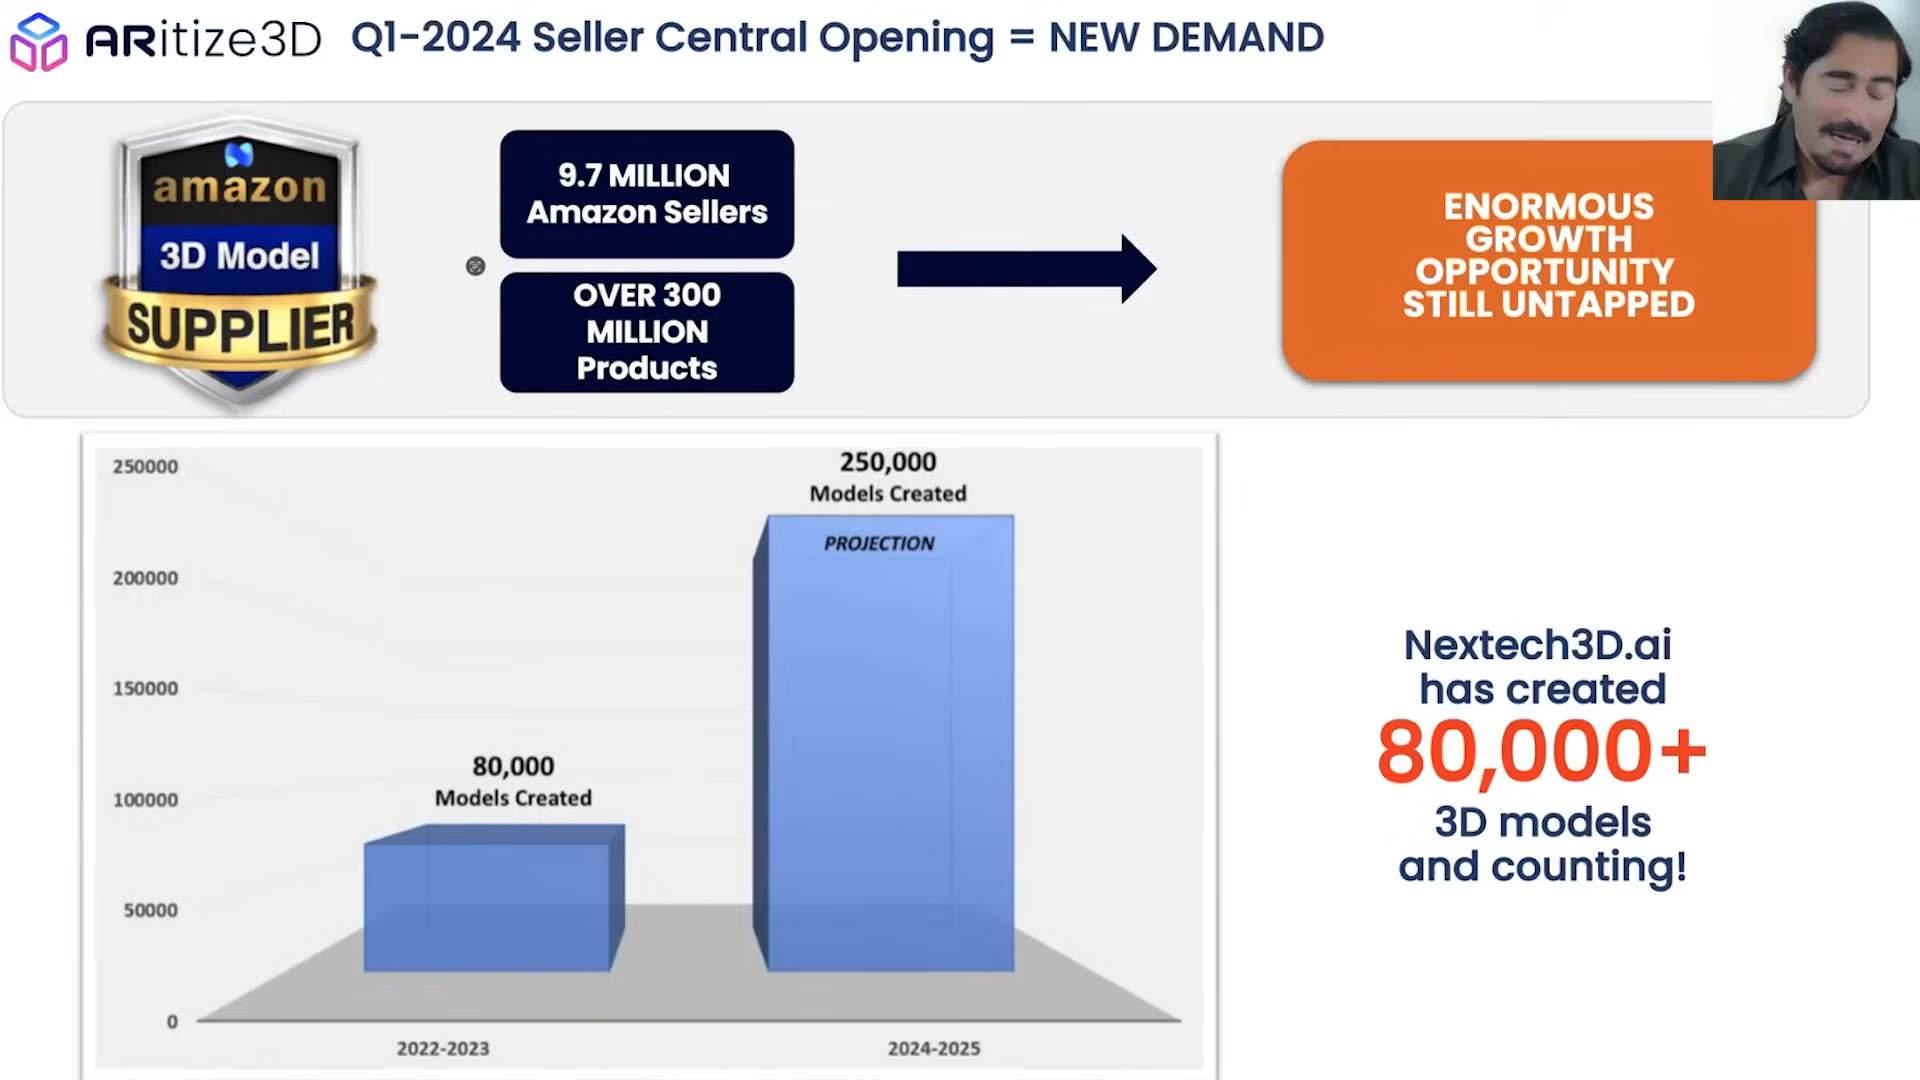 ARitize3D
Q1-2024 Seller Central Opening = NEW DEMAND
amazon
3D Model
SUPPLIER
9.7 MILLION
Amazon Sellers
OVER 300
MILLION
Products
ENORMOUS
GROWTH
OPPORTUNITY
STILL UNTAPPED
250000
200000
150000
100000
50000
0
80,000
Models Created
250,000
Models Created
PROJECTION
2022-2023
2024-2025
Nextech3D.ai
has created
80,000+
3D models
and counting!